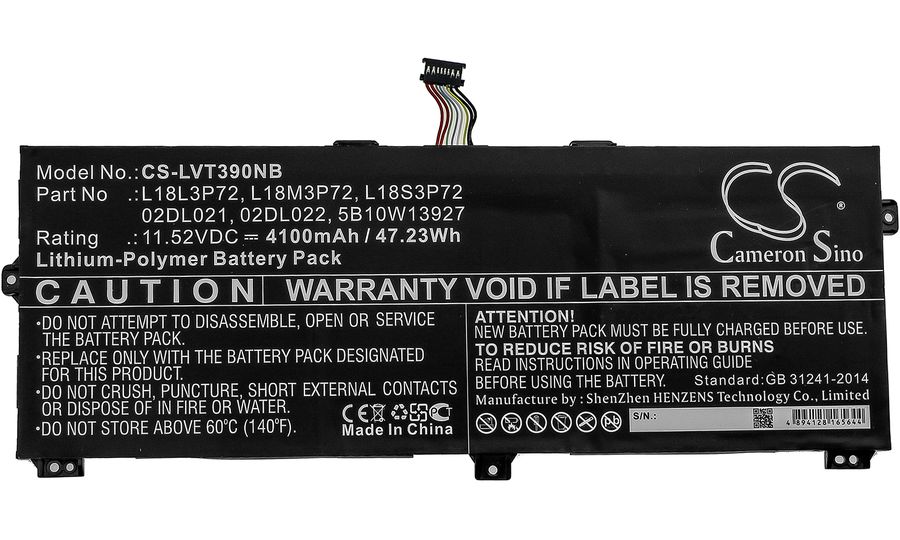 Model No.:CS-LVT390NB
Part No .:L18L3P72, L18M3P72, L18S3P72
02DL021, 02DL022, 5B10W13927
Rating .:11.52VDC⎓4100mAh / 47.23Wh
Lithium-Polymer Battery Pack
CS
Cameron Sino
CAUTION
WARRANTY VOID IF LABEL IS REMOVED
•DO NOT ATTEMPT TO DISASSEMBLE, OPEN OR SERVICE
THE BATTERY PACK.
•REPLACE ONLY WITH THE BATTERY PACK DESIGNATED
FOR THIS PRODUCT.
•DO NOT CRUSH, PUNCTURE, SHORT EXTERNAL CONTACTS
OR DISPOSE OF IN FIRE OR WATER.
•DO NOT STORE ABOVE 60°C (140°F).
CE
Made In China
ATTENTION!
NEW BATTERY PACK MUST BE FULLY CHARGED BEFORE USE.
TO REDUCE RISK OF FIRE OR BURNS
READ INSTRUCTIONS IN OPERATING GUIDE
BEFORE USING THE BATTERY. Standard:GB 31241-2014
Manufacture by : ShenZhen HENZENS Technology Co., Limited
S/N.:
4 894128 165644